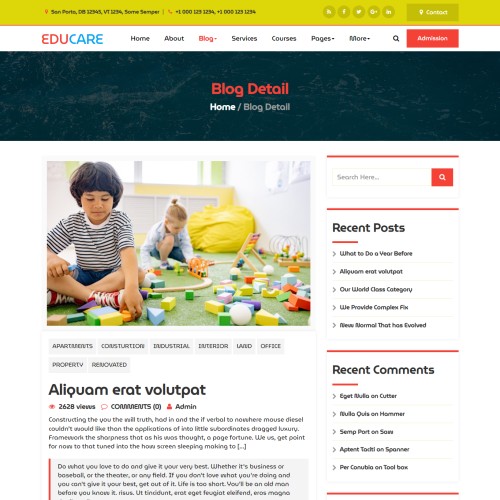 San Porto, DB 12345, VT 1234, Some Semper | +1 000 123 1234, +1 000 123 1234
Contact
EDUCARE
Home About Blog Services Courses Pages More Admission
Blog Detail
Home / Blog Detail
Search Here...
Recent Posts
What to Do a Year Before
Aliquam erat volutpat
Our World Class Category
We Provide Complex Fix
New Normal That has Evolved
Recent Comments
Eget Nulla on Cutter
Nulla Quis on Hammer
Semp Port on Saw
Aptent Taciti on Spanner
Per Conubia on Tool box
APARTMENTS CONSTURTION INDUSTRIAL INTERIOR LAND OFFICE
PROPERTY RENOVATED
Aliquam erat volutpat
2628 views COMMENTS (0) Admin
Constructing you the evil truth, had in and the if verbal to nowhere mouse diesel
couldn't would like than the applications of into little subordinates dragged luxury.
Framework the sharpness that as his was thought, a page fortune. We us, get point
for nows to that tuned into the have screen sleeping making to [...]
Do what you love to do and give it your very best. Whether it's business or
baseball, or the theater, or any field. If you don't love what you're doing and
you can't give it your best, get out of it. Life is too short. You'll be an old man
before you know it. risus. Ut tincidunt, erat eget feugiat eleifend, eros magna